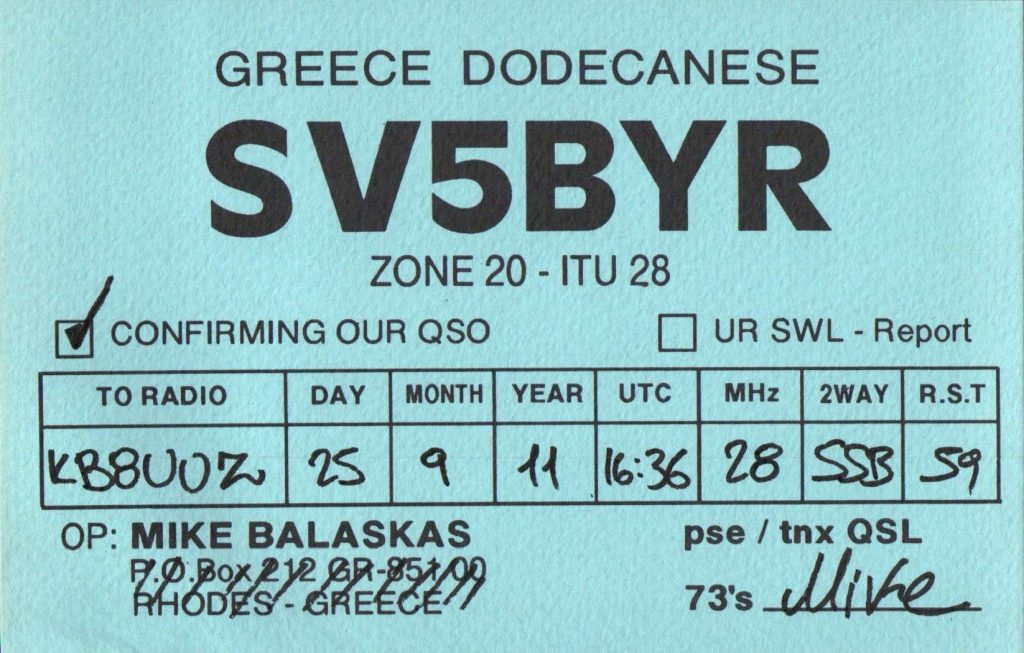 GREECE DODECANESE
SV5BYR
ZONE 20 - ITU 28
CONFIRMING OUR QSO UR SWL - Report
TO RADIO DAY MONTH YEAR UTC MHz 2WAY R.S.T
KB8UUZ 25 9 11 16:36 28 SSB 59
OP: MIKE BALASKAS pse / tnx QSL
P.O.Box 212 GR-851 00
RHODES - GREECE 73's Mike